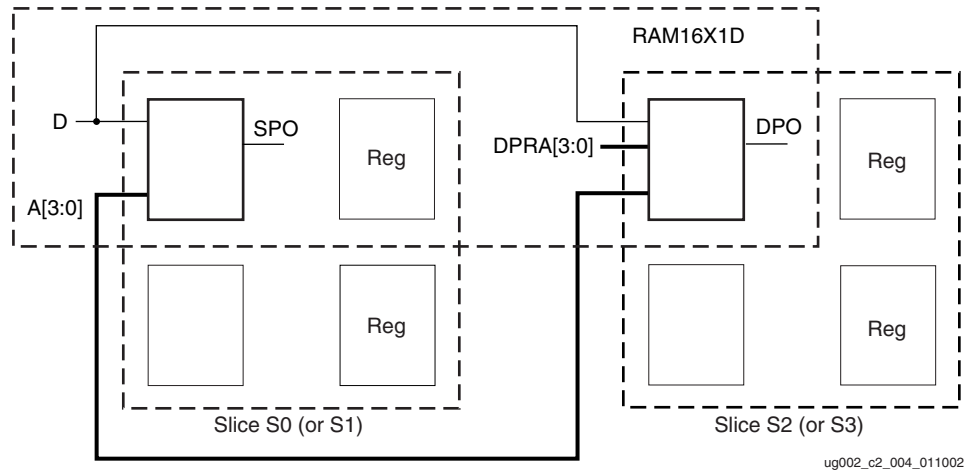 RAM16X1D
D
SPO
Reg
DPRA[3:0]
DPO
Reg
A[3:0]
Reg
Reg
Slice S0 (or S1)
Slice S2 (or S3)
ug002_c2_004_011002